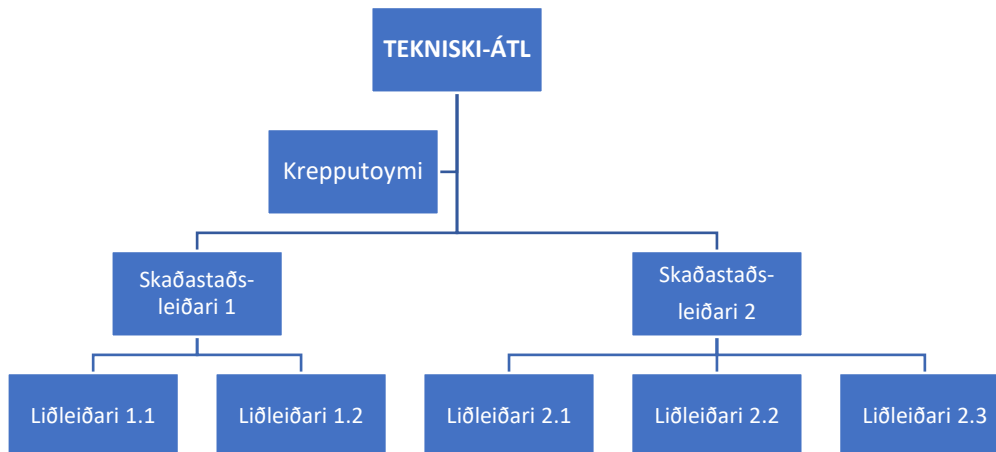 TEKNISKI-ÁTL
Krepputoymi
Skaðastaðs-
leiðari 1
Skaðastaðs-
leiðari 2
Liðleiðari 1.1
Liðleiðari 1.2
Liðleiðari 2.1
Liðleiðari 2.2
Liðleiðari 2.3